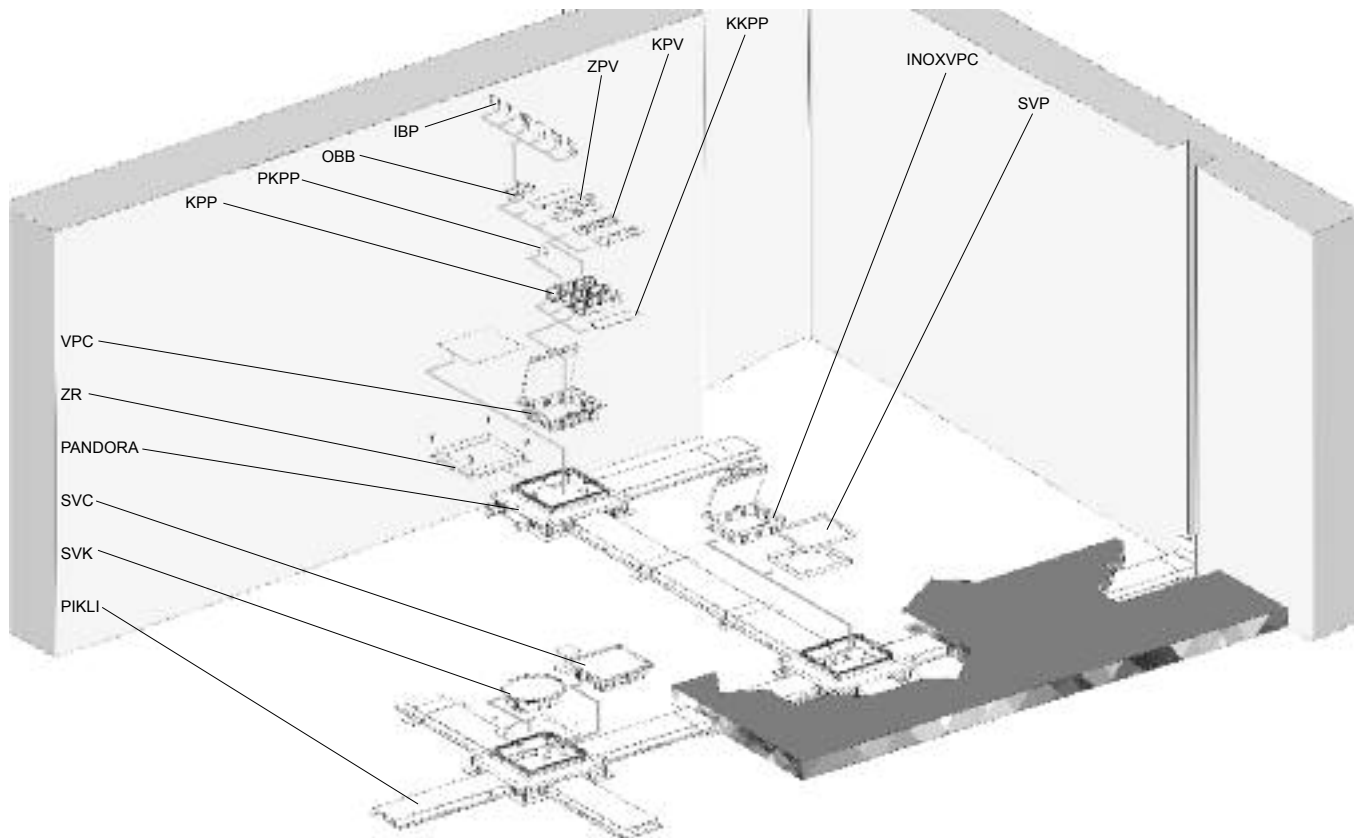 KKPP
KPV
ZPV
INOXVPC
SVP
IBP
OBB
PKPP
KPP
VPC
ZR
PANDORA
SVC
SVK
PIKLI